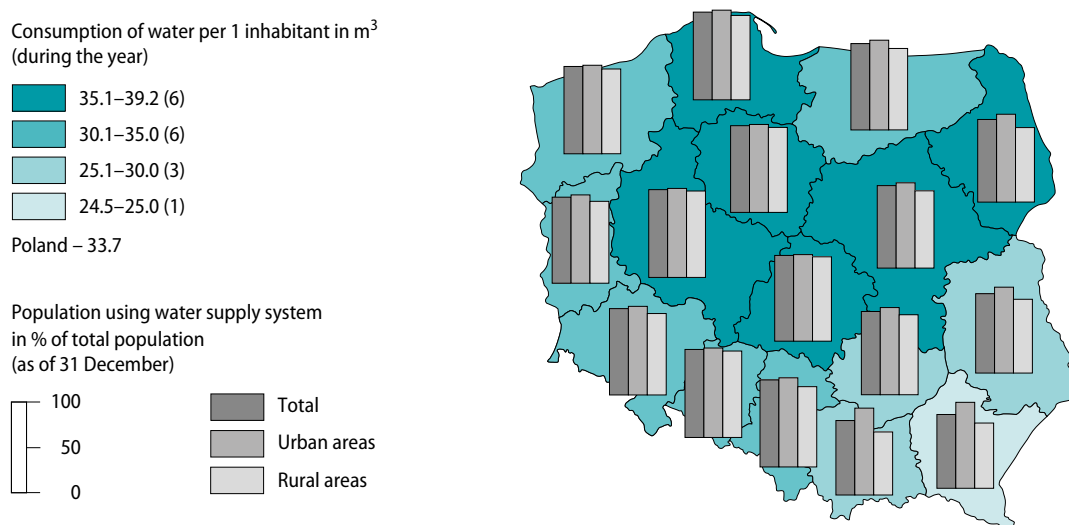 Consumption of water per 1 inhabitant in m³
(during the year)
35.1–39.2 (6)
30.1–35.0 (6)
25.1–30.0 (3)
24.5–25.0 (1)
Poland – 33.7
Population using water supply system
in % of total population
(as of 31 December)
100
50
0
Total
Urban areas
Rural areas